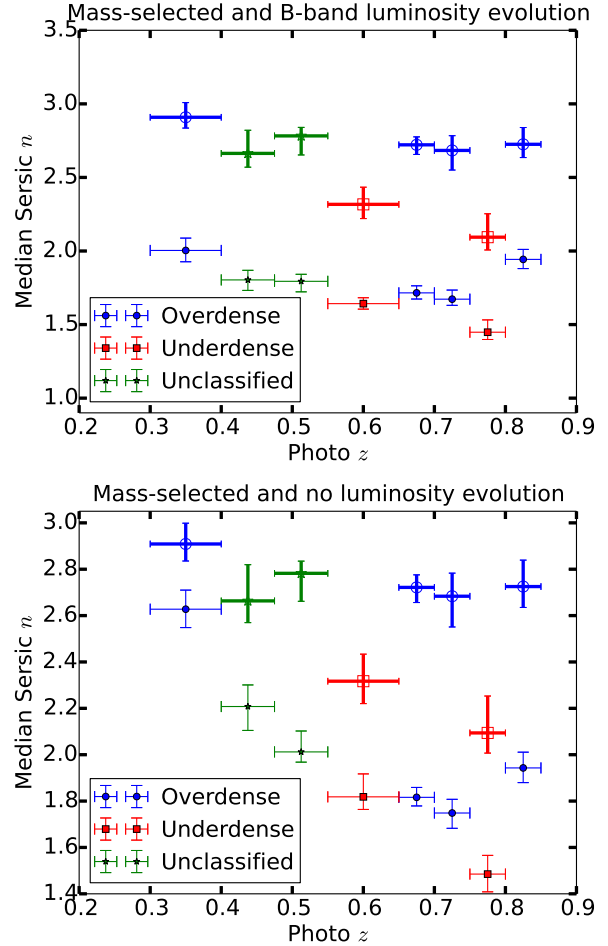 Mass-selected and B-band luminosity evolution
3.5
3.0
2.5
2.0
1.5
1.0
Median Sersic n
Overdense
Underdense
Unclassified
0.2 0.3 0.4 0.5 0.6 0.7 0.8 0.9
Photo z
Mass-selected and no luminosity evolution
3.0
2.8
2.6
2.4
2.2
2.0
1.8
1.6
1.4
Median Sersic n
Overdense
Underdense
Unclassified
0.2 0.3 0.4 0.5 0.6 0.7 0.8 0.9
Photo z